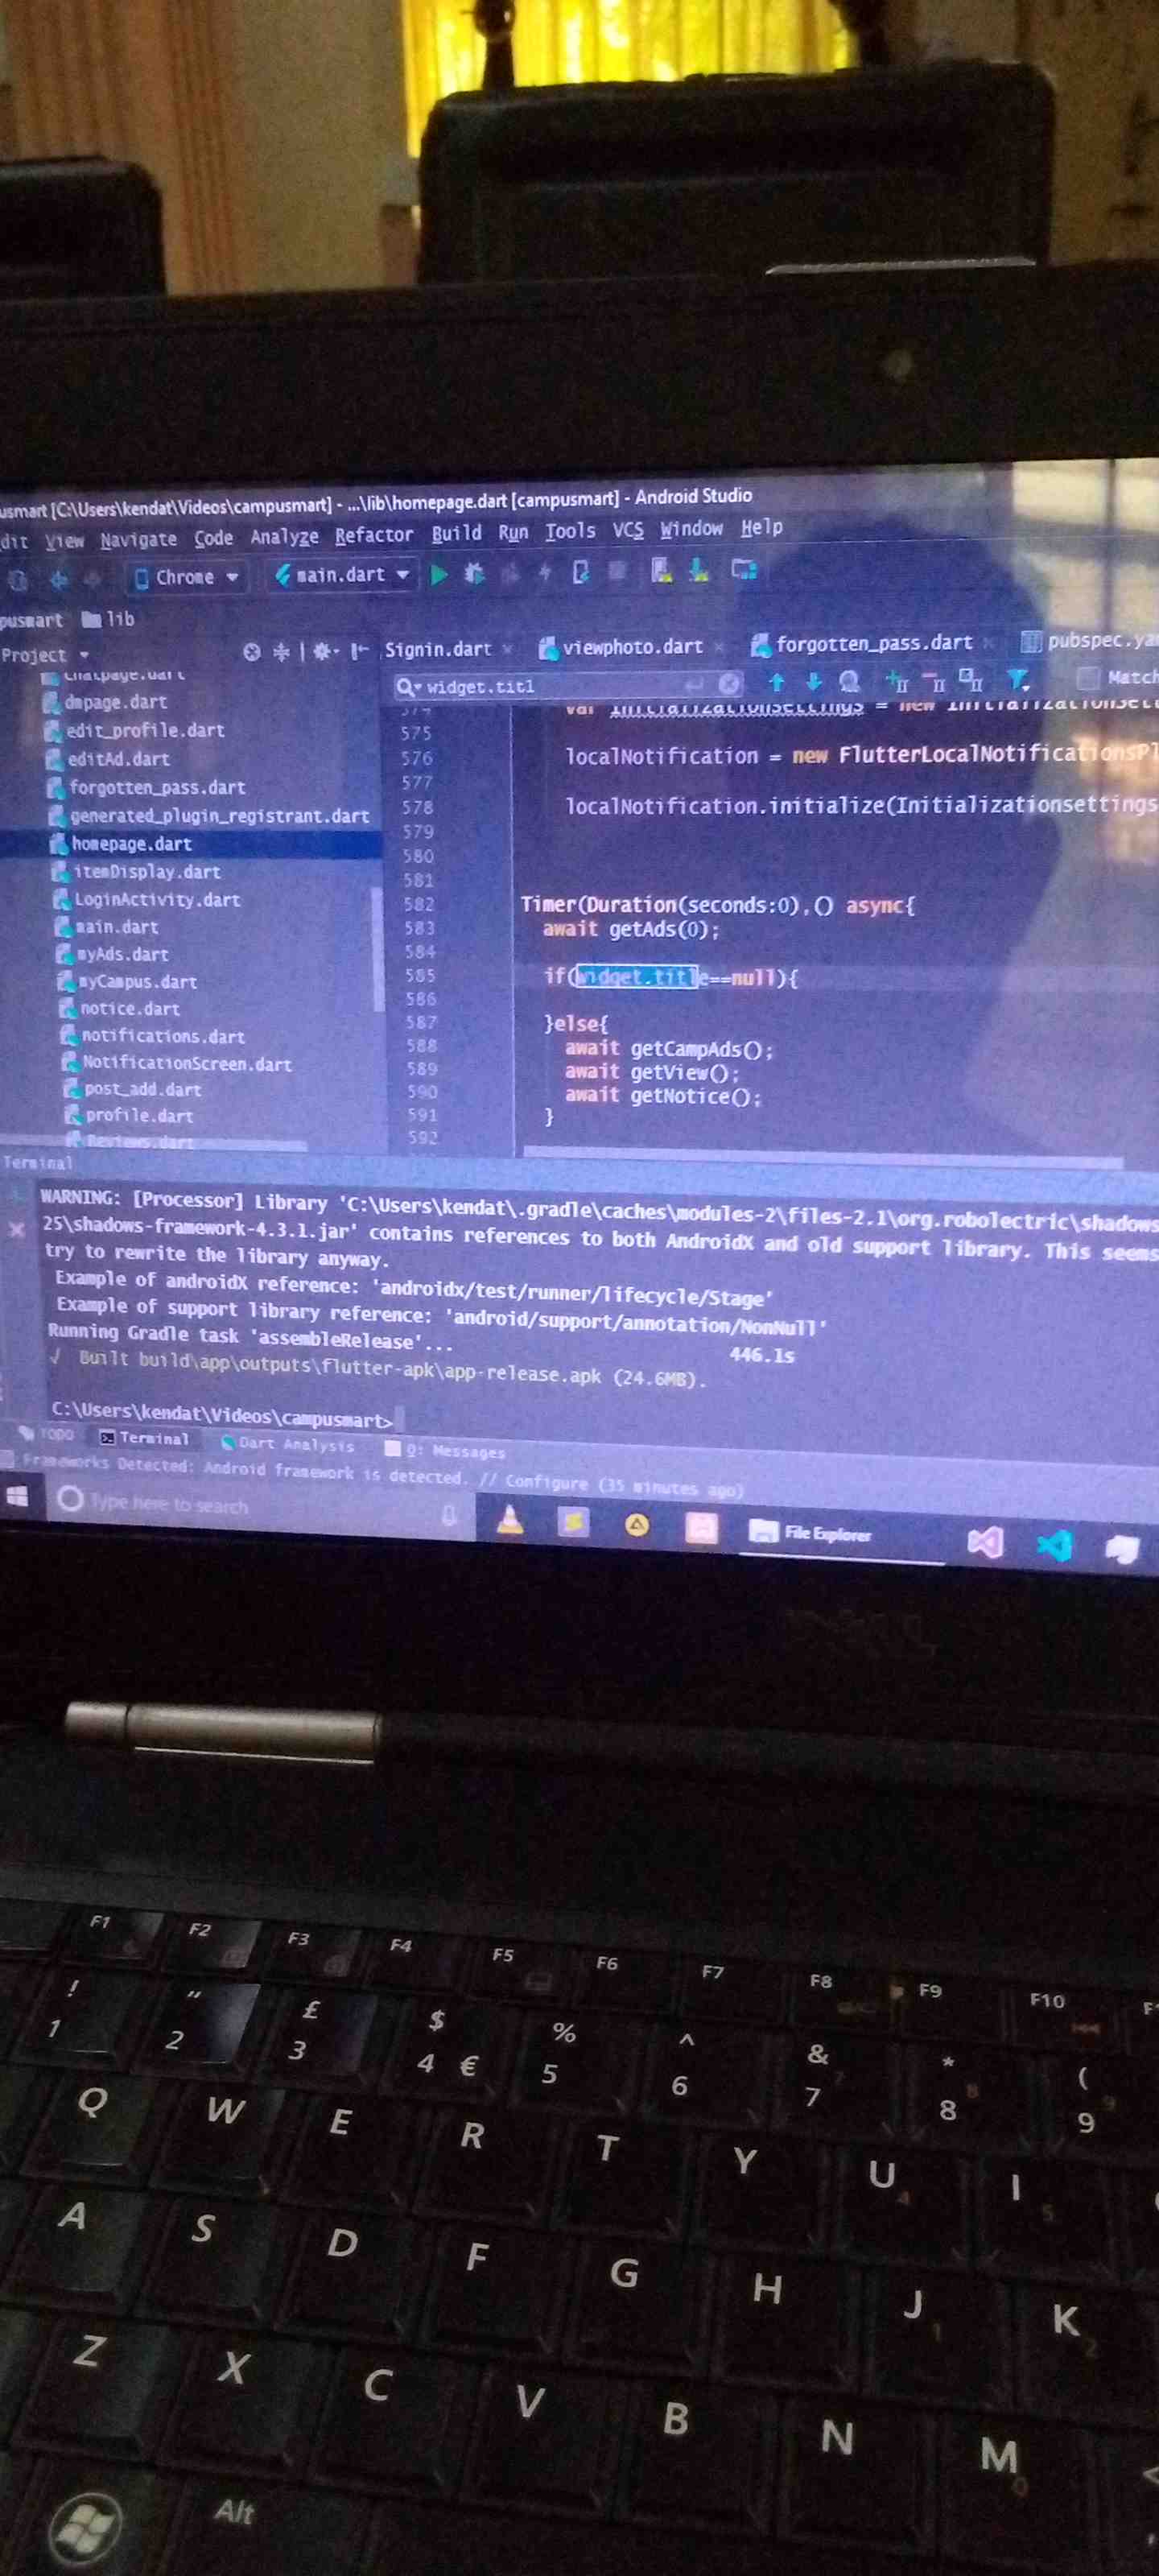 usmart [C:\Users\kendat\Videos\campusmart] - ...\lib\homepage.dart [campusmart] - Android Studio
dit View Navigate Code Analyze Refactor Build Run Tools VCS Window Help
Chrome main.dart
pusmart lib
Project
Signin.dart viewphoto.dart forgotten_pass.dart pubspec.ya
widget.titl
Match
chatpage.dart
dmpage.dart
edit_profile.dart
editAd.dart
forgotten_pass.dart
generated_plugin_registrant.dart
homepage.dart
itemDisplay.dart
LoginActivity.dart
main.dart
myAds.dart
myCampus.dart
notice.dart
notifications.dart
NotificationScreen.dart
post_add.dart
profile.dart
Reviews.dart
574 var Initializationsettings = new
575
576 localNotification = new FlutterLocalNotificationsPl
577
578 localNotification.initialize(Initializationsettings
579
580
581
582 Timer(Duration(seconds:0),() async{
583 await getAds(0);
584
585 if(widget.title==null){
586
587 }else{
588 await getCampAds();
589 await getView();
590 await getNotice();
591 }
592
Terminal
WARNING: [Processor] Library 'C:\Users\kendat\.gradle\caches\modules-2\files-2.1\org.robolectric\shadows
25\shadows-framework-4.3.1.jar' contains references to both AndroidX and old support library. This seems
try to rewrite the library anyway.
Example of androidX reference: 'androidx/test/runner/lifecycle/Stage'
Example of support library reference: 'android/support/annotation/NonNull'
Running Gradle task 'assembleRelease'... 446.1s
√ Built build\app\outputs\flutter-apk\app-release.apk (24.6MB).
C:\Users\kendat\Videos\campusmart>
TODO Terminal Dart Analysis 0: Messages
Frameworks Detected: Android framework is detected. // Configure (35 minutes ago)
Type here to search
File Explorer
F1 F2 F3 F4 F5 F6 F7 F8 F9 F10 F
! " £ $ % ^ & * (
1 2 3 4 € 5 6 7 8 9
Q W E R T Y U I
A S D F G H J K
Z X C V B N M
Alt